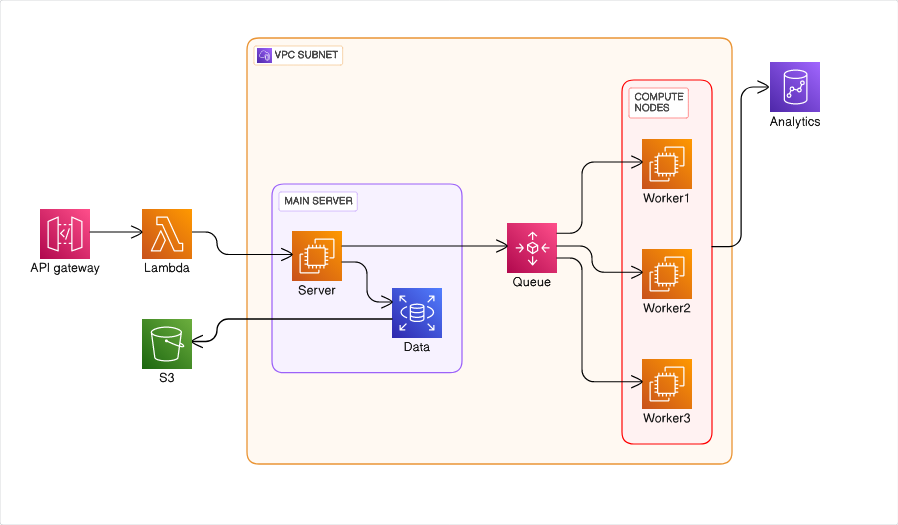 VPC SUBNET
COMPUTE
NODES
Analytics
Worker1
MAIN SERVER
API gateway
Lambda
Server
Queue
Worker2
Data
S3
Worker3